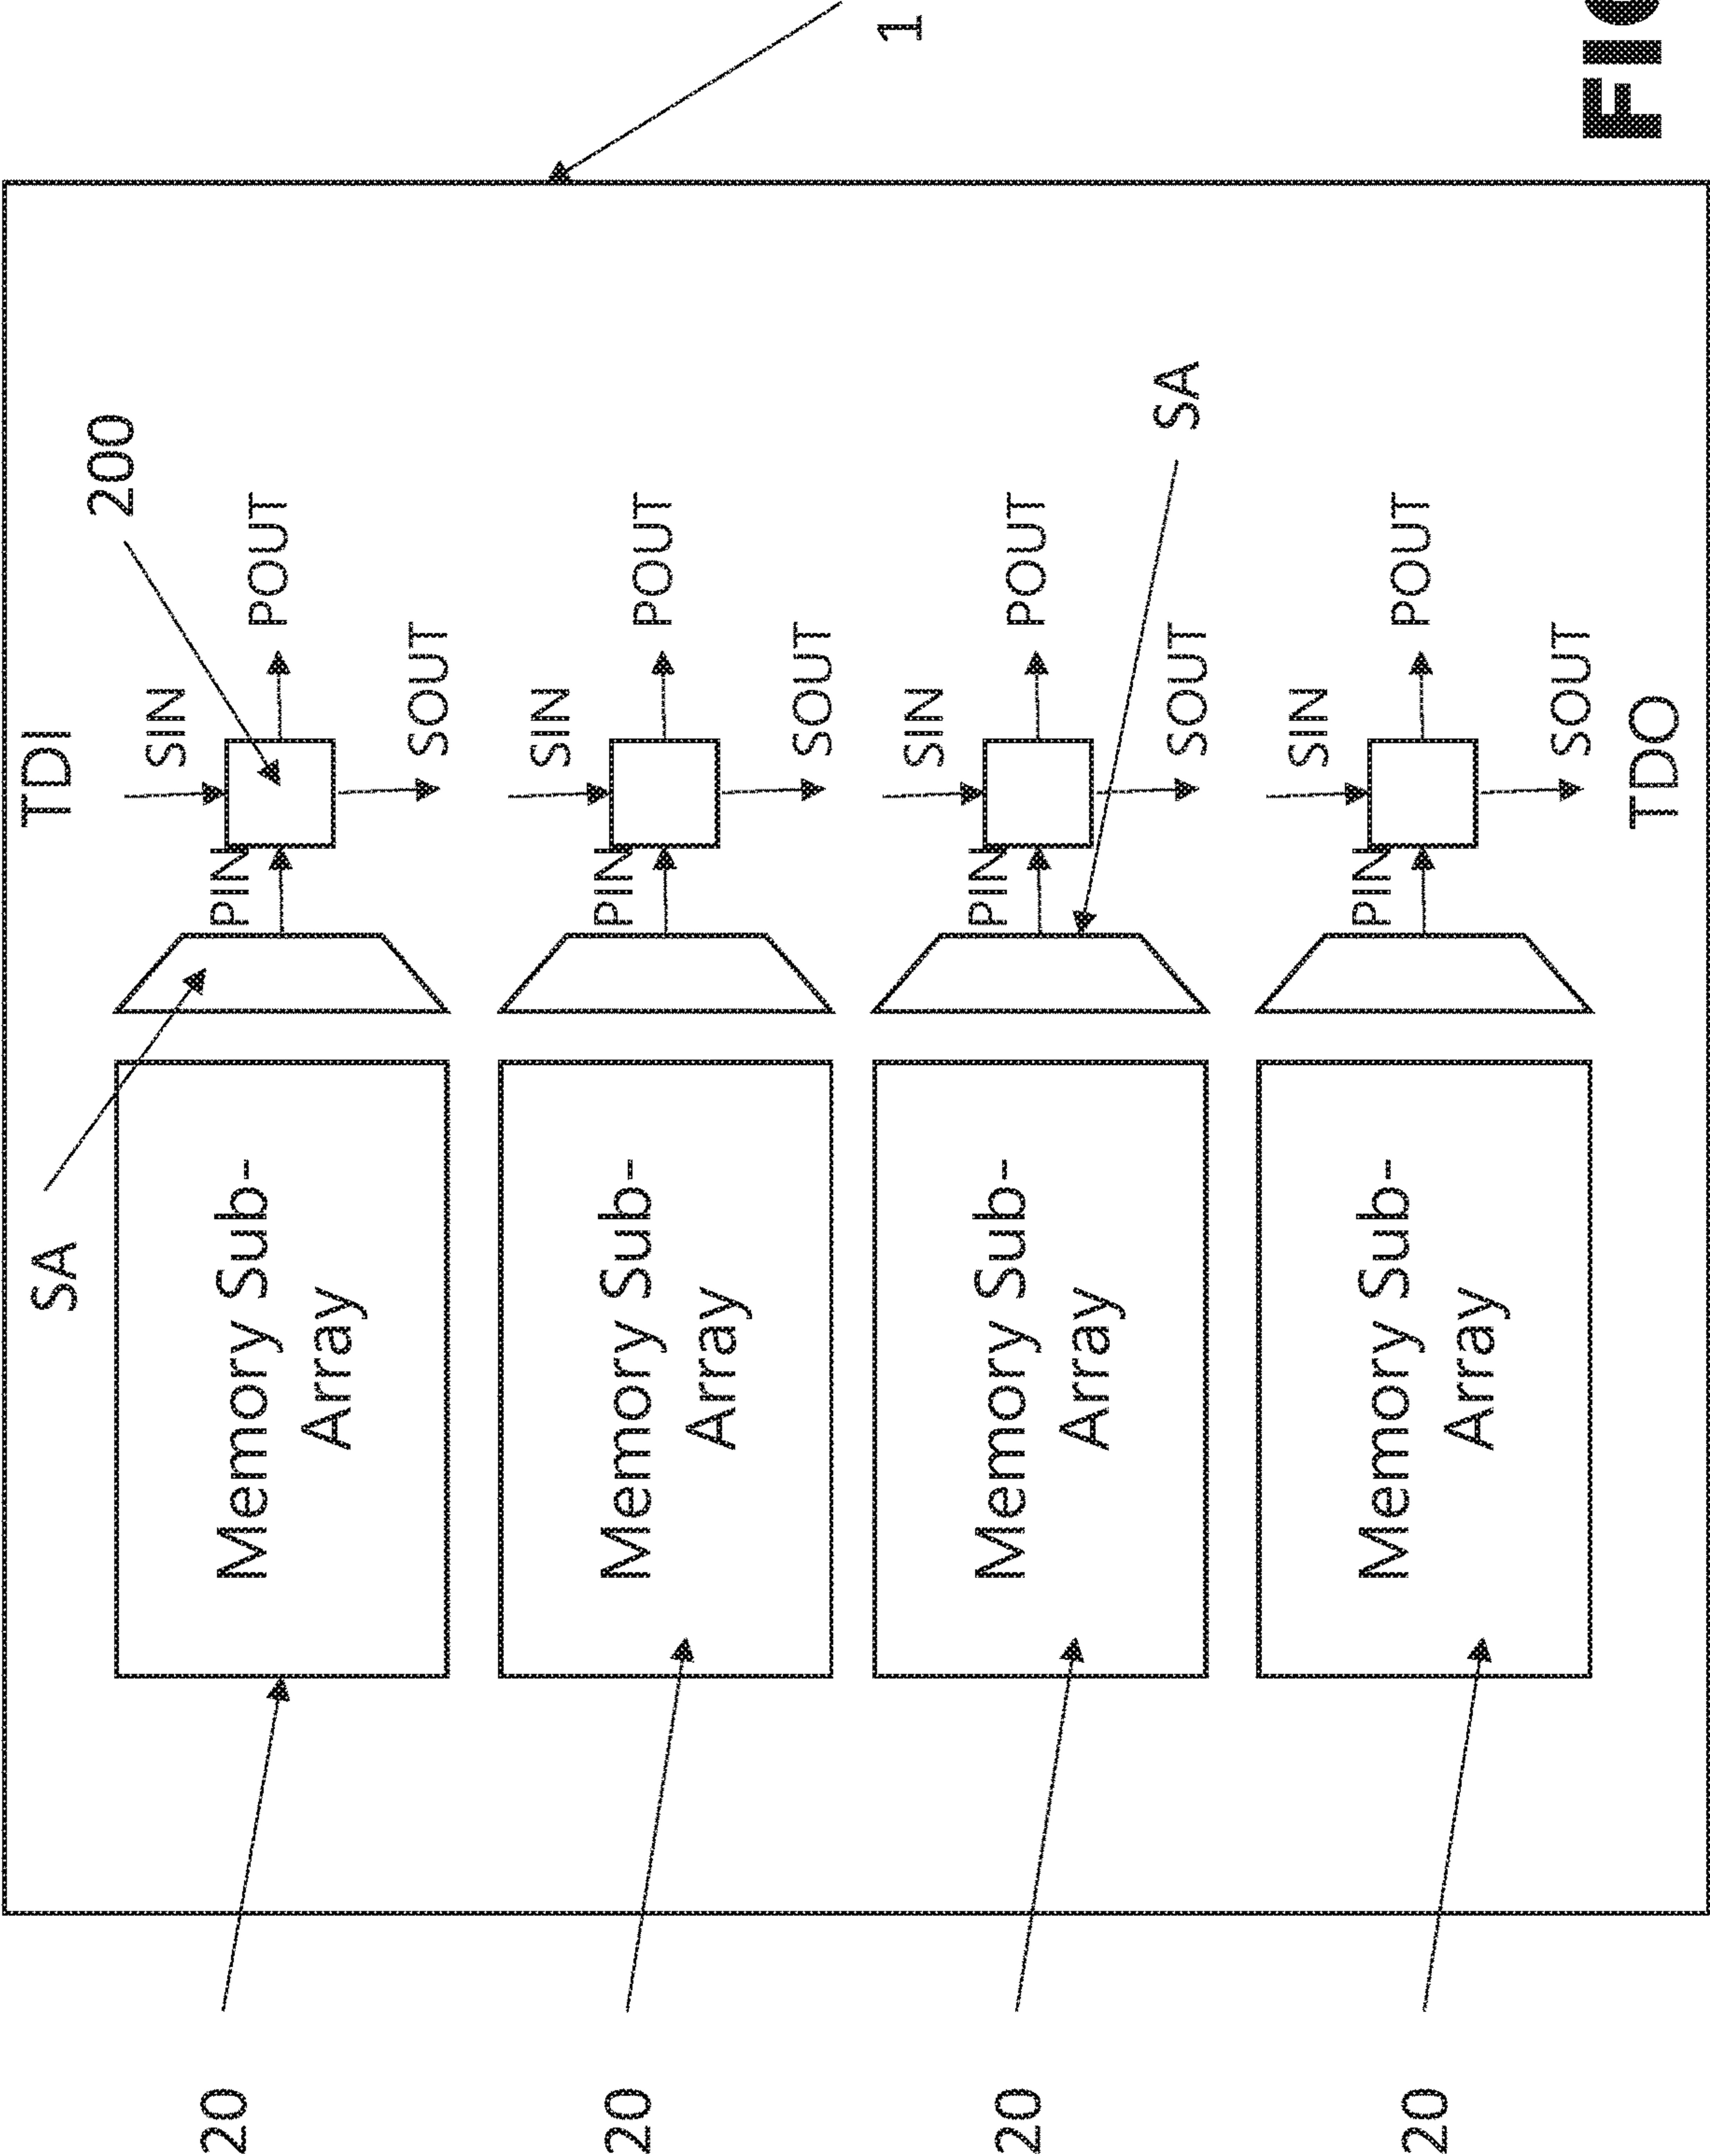 TDI
SA
200
SIN
20
Memory Sub-
Array
PIN
POUT
SOUT
SIN
20
Memory Sub-
Array
PIN
POUT
SOUT
1
SIN
20
Memory Sub-
Array
PIN
POUT
SA
SOUT
SIN
20
Memory Sub-
Array
PIN
POUT
SOUT
TDO
FIG